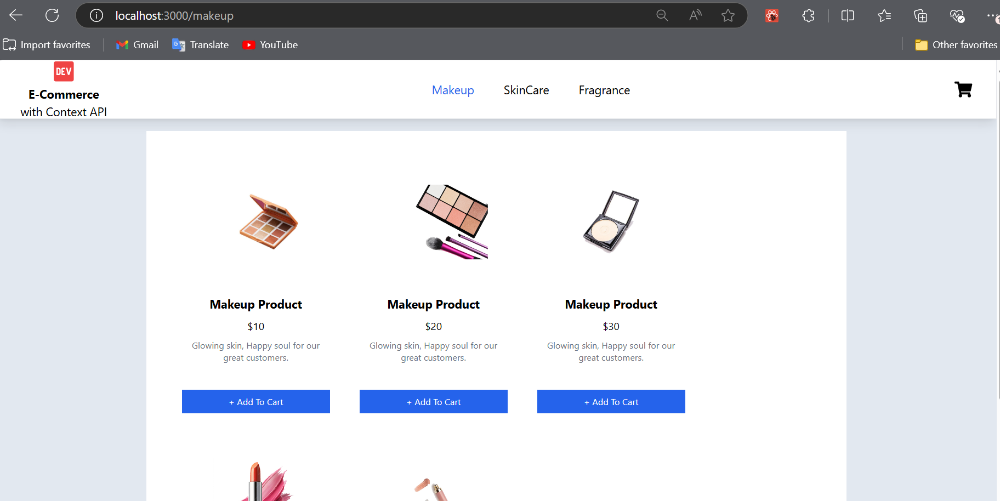 localhost:3000/makeup
Import favorites Gmail Translate YouTube Other favorites
DEV
E-Commerce
with Context API
Makeup SkinCare Fragrance
Makeup Product Makeup Product Makeup Product
$10 $20 $30
Glowing skin, Happy soul for our Glowing skin, Happy soul for our Glowing skin, Happy soul for our
great customers. great customers. great customers.
+ Add To Cart + Add To Cart + Add To Cart